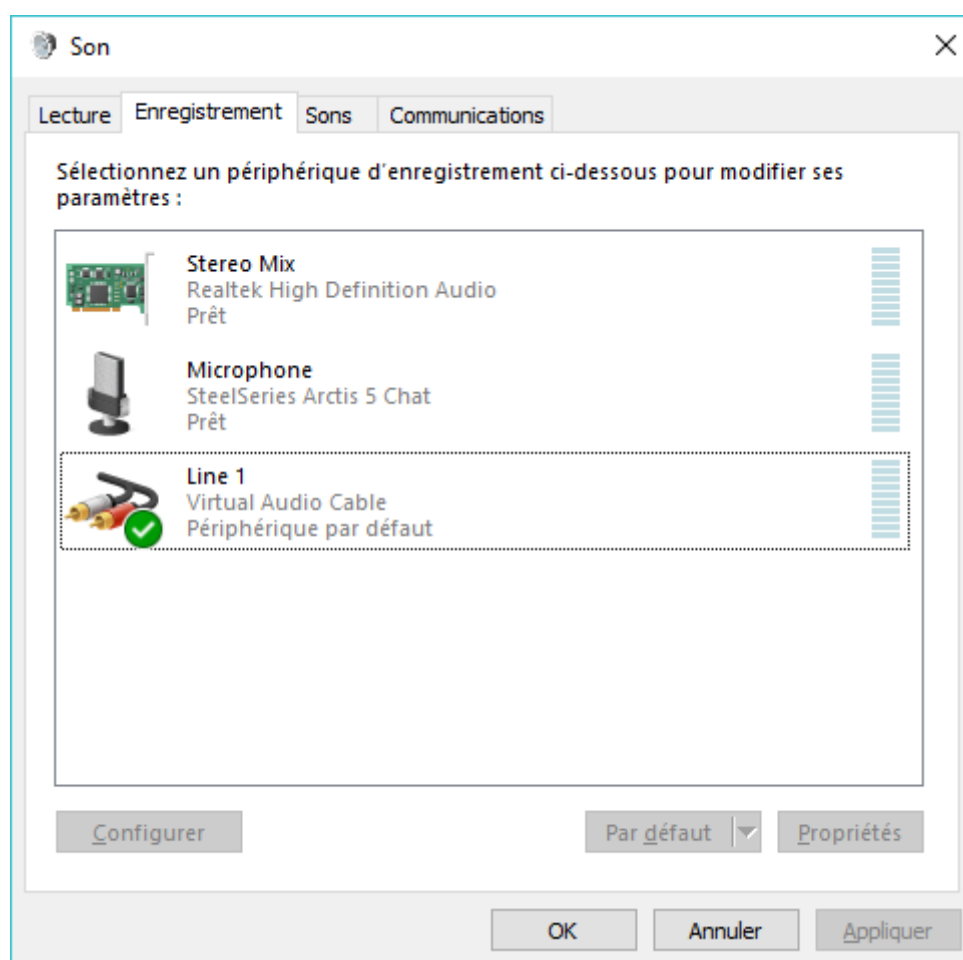 Son
Lecture Enregistrement Sons Communications
Sélectionnez un périphérique d'enregistrement ci-dessous pour modifier ses
paramètres :
Stereo Mix
Realtek High Definition Audio
Prêt
Microphone
SteelSeries Arctis 5 Chat
Prêt
Line 1
Virtual Audio Cable
Périphérique par défaut
Configurer Par défaut Propriétés
OK Annuler Appliquer